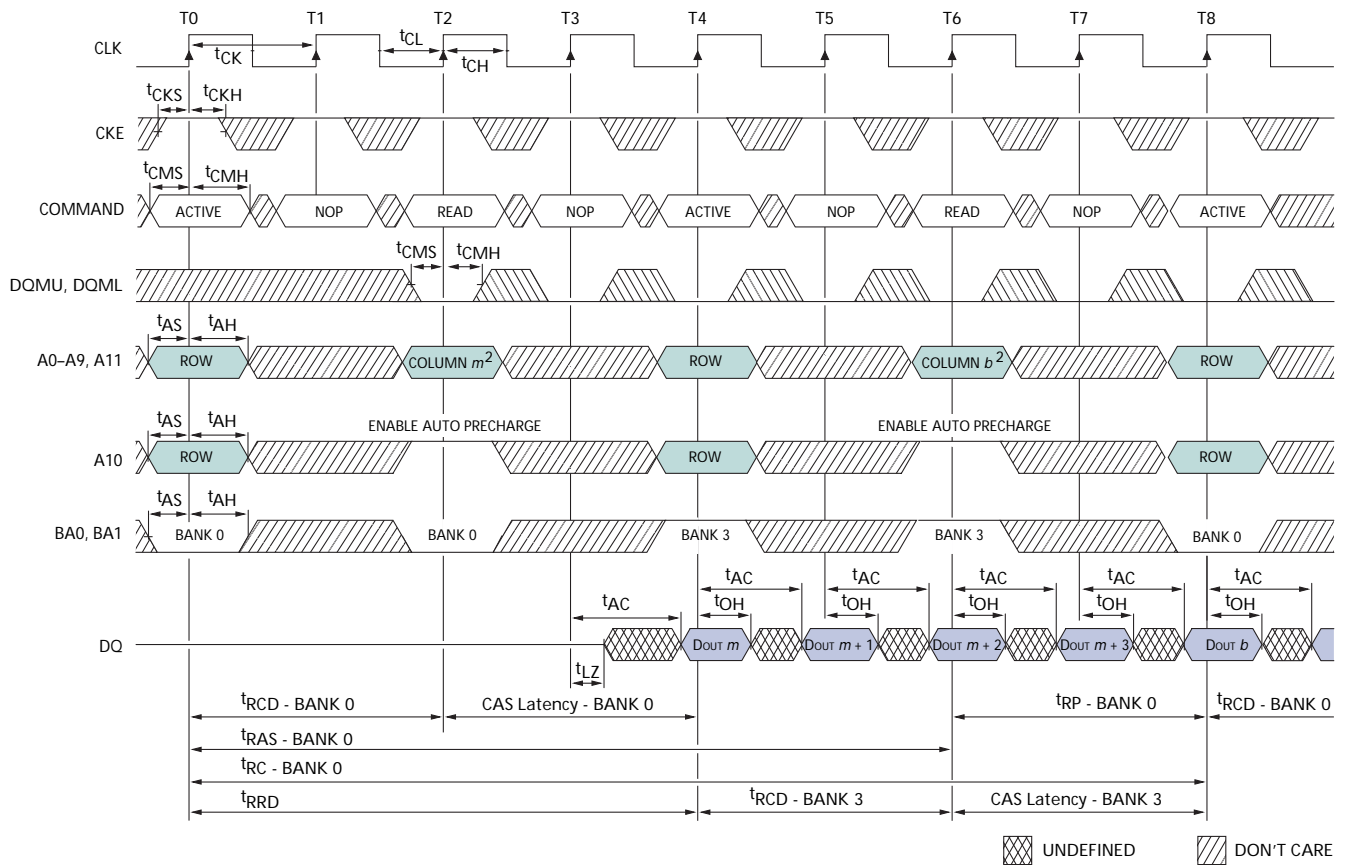 T0 T1 T2 T3 T4 T5 T6 T7 T8
CLK
tCK tCL tCH
tCKS tCKH
CKE
tCMS tCMH
COMMAND ACTIVE NOP READ NOP ACTIVE NOP READ NOP ACTIVE
tCMS tCMH
DQMU, DQML
tAS tAH
A0–A9, A11 ROW COLUMN m2 ROW COLUMN b2 ROW
tAS tAH ENABLE AUTO PRECHARGE ENABLE AUTO PRECHARGE
A10 ROW ROW ROW
tAS tAH
BA0, BA1 BANK 0 BANK 0 BANK 3 BANK 3 BANK 0
tAC tAC tAC tAC tAC tAC
tOH tOH tOH tOH tOH
DQ DOUT m DOUT m + 1 DOUT m + 2 DOUT m + 3 DOUT b
tLZ
tRCD - BANK 0 CAS Latency - BANK 0 tRP - BANK 0 tRCD - BANK 0
tRAS - BANK 0
tRC - BANK 0
tRRD tRCD - BANK 3 CAS Latency - BANK 3
UNDEFINED DON'T CARE